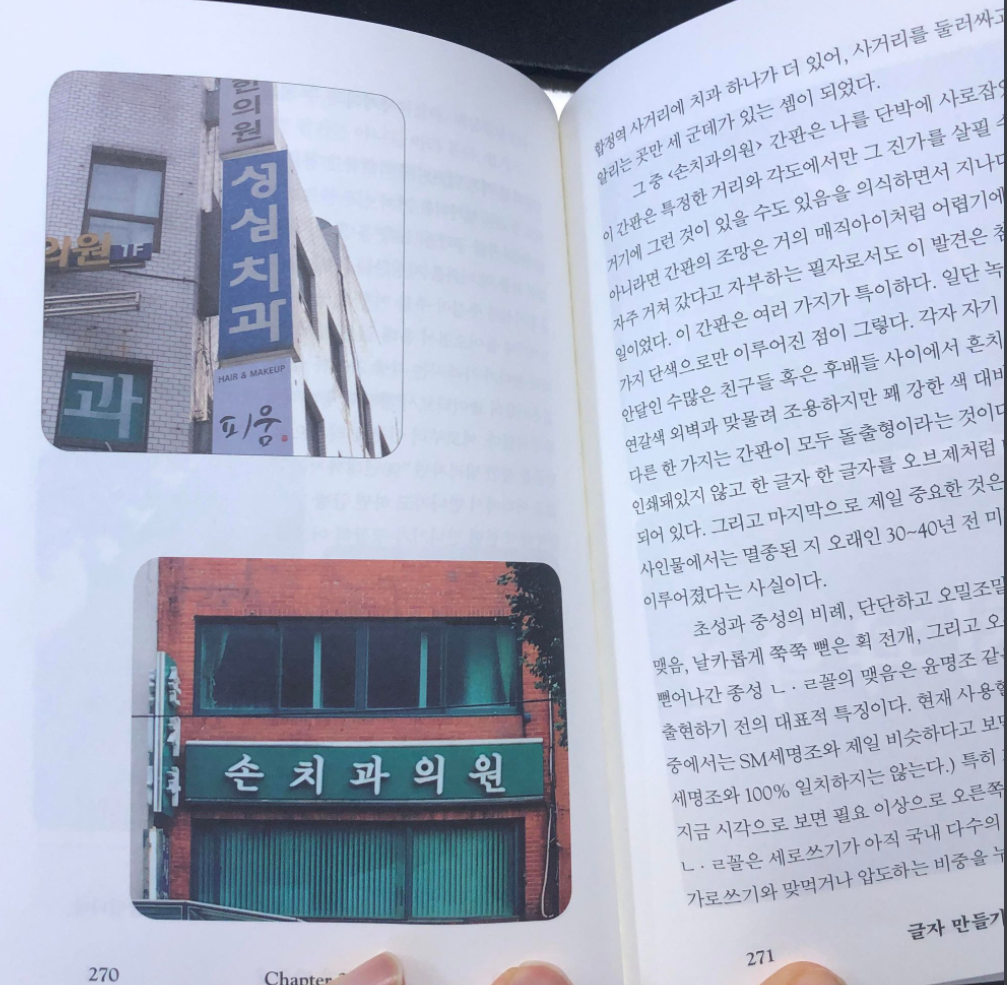 한의원
성심치과
의원
1F
과
HAIR & MAKEUP
피움
손치과의원
270
Chapter
합정역 사거리에 치과 하나가 더 있어, 사거리를 둘러싸고
알리는 곳만 세 군데가 있는 셈이 되었다.
그 중 <손치과의원> 간판은 나를 단박에 사로잡았
이 간판은 특정한 거리와 각도에서만 그 진가를 살필 수
거기에 그런 것이 있을 수도 있음을 의식하면서 지나다
아니라면 간판의 조망은 거의 매직아이처럼 어렵기에
자주 거쳐 갔다고 자부하는 필자로서도 이 발견은
일이었다. 이 간판은 여러 가지가 특이하다. 일단
가지 단색으로만 이루어진 점이 그렇다. 각자 자기
안달인 수많은 친구들 혹은 후배들 사이에서 흔치
연갈색 외벽과 맞물려 조용하지만 꽤 강한 색 대비
다른 한 가지는 간판이 모두 돌출형이라는 것이다
인쇄돼있지 않고 한 글자 한 글자를 오브제처럼
되어 있다. 그리고 마지막으로 제일 중요한 것은
사인물에서는 멸종된 지 오래인 30~40년 전 미
이루어졌다는 사실이다.
초성과 중성의 비례, 단단하고 오밀조밀
맺음, 날카롭게 쭉쭉 뻗은 획 전개, 그리고 오
뻗어나간 종성 ㄴ · ㄹ꼴의 맺음은 윤명조 같
출현하기 전의 대표적 특징이다. 현재 사용
중에서는 SM세명조와 제일 비슷하다고 보
세명조와 100% 일치하지는 않는다.) 특히
지금 시각으로 보면 필요 이상으로 오른쪽
ㄴ · ㄹ꼴은 세로쓰기가 아직 국내 다수의
가로쓰기와 맞먹거나 압도하는 비중을
글자 만들기
271